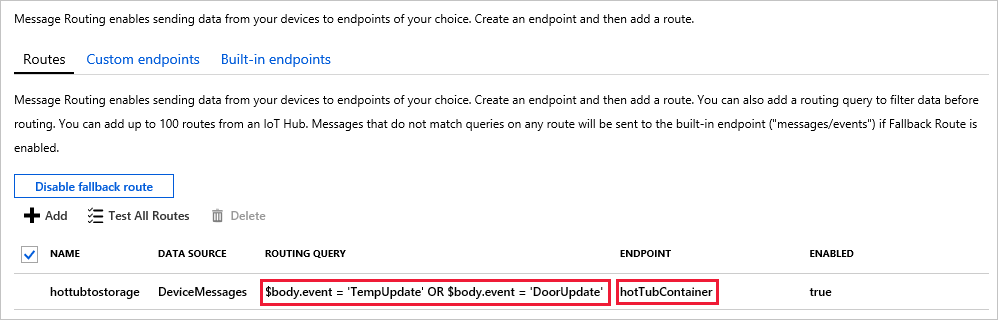 Message Routing enables sending data from your devices to endpoints of your choice. Create an endpoint and then add a route.
Routes Custom endpoints Built-in endpoints
Message Routing enables sending data from your devices to endpoints of your choice. Create an endpoint and then add a route. You can also add a routing query to filter data before
routing. You can add up to 100 routes from an IoT Hub. Messages that do not match queries on any route will be sent to the built-in endpoint ("messages/events") if Fallback Route is
enabled.
Disable fallback route
Add Test All Routes Delete
NAME DATA SOURCE ROUTING QUERY ENDPOINT ENABLED
hottubtostorage DeviceMessages $body.event = 'TempUpdate' OR $body.event = 'DoorUpdate' hotTubContainer true